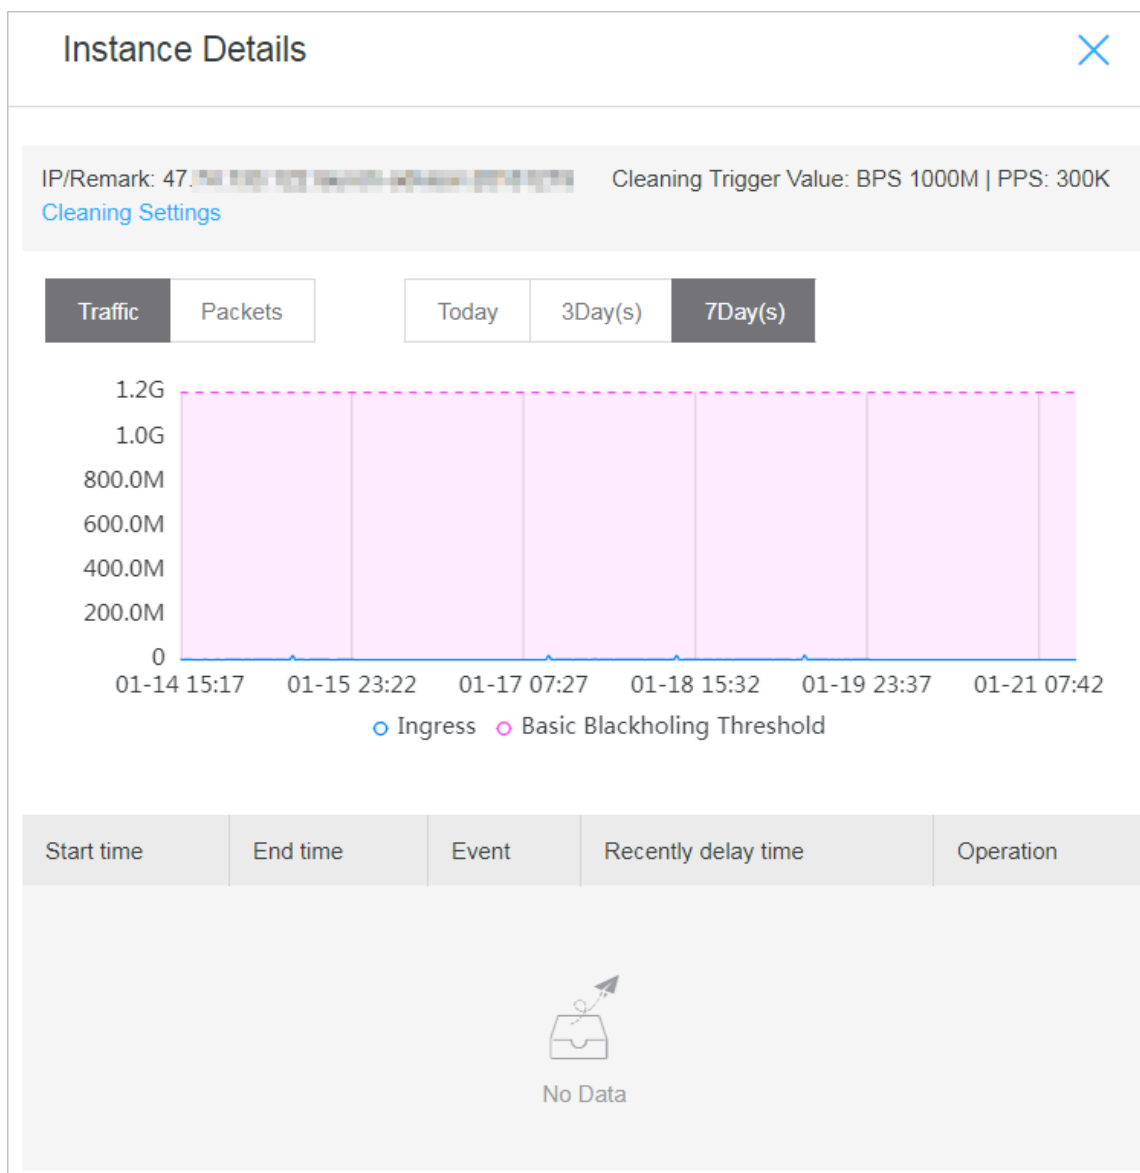 Instance Details
IP/Remark: 47. Cleaning Trigger Value: BPS 1000M | PPS: 300K
Cleaning Settings
Traffic Packets Today 3Day(s) 7Day(s)
1.2G
1.0G
800.0M
600.0M
400.0M
200.0M
0
01-14 15:17 01-15 23:22 01-17 07:27 01-18 15:32 01-19 23:37 01-21 07:42
Ingress Basic Blackholing Threshold
Start time End time Event Recently delay time Operation
No Data